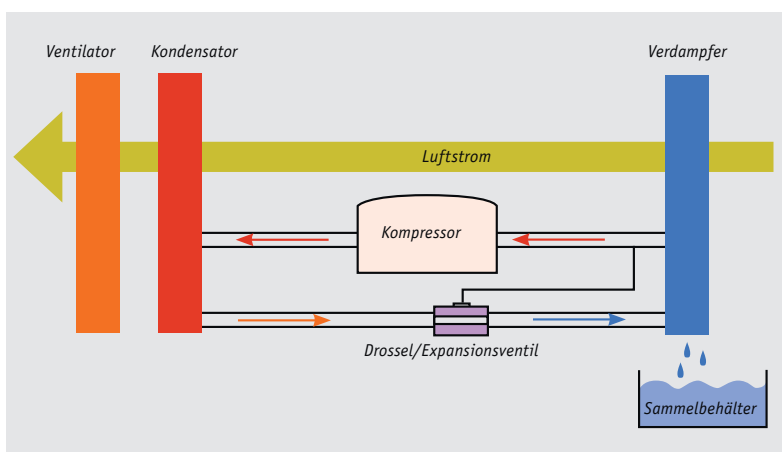 Ventilator
Kondensator
Verdampfer
Luftstrom
Kompressor
Drossel/Expansionsventil
Sammelbehälter